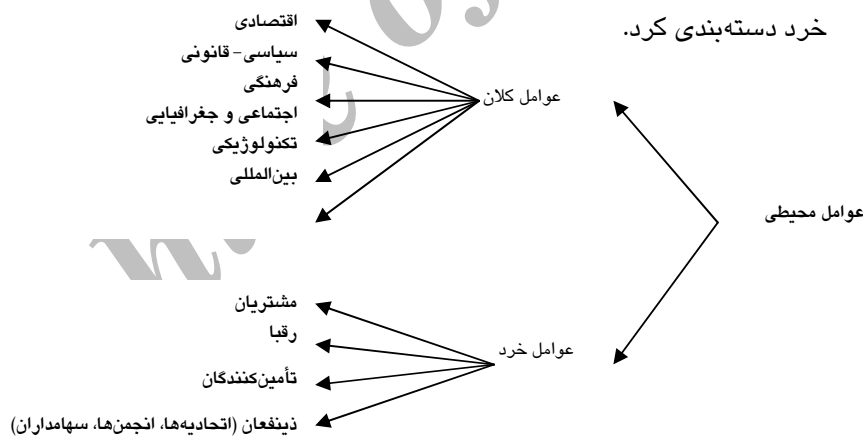 خرد دسته‌بندی کرد.
عوامل محیطی
عوامل کلان
اقتصادی
سیاسی- قانونی
فرهنگی
اجتماعی و جغرافیایی
تکنولوژیکی
بین‌المللی
عوامل خرد
مشتریان
رقبا
تأمین‌کنندگان
ذینفعان (اتحادیه‌ها، انجمن‌ها، سهامداران)